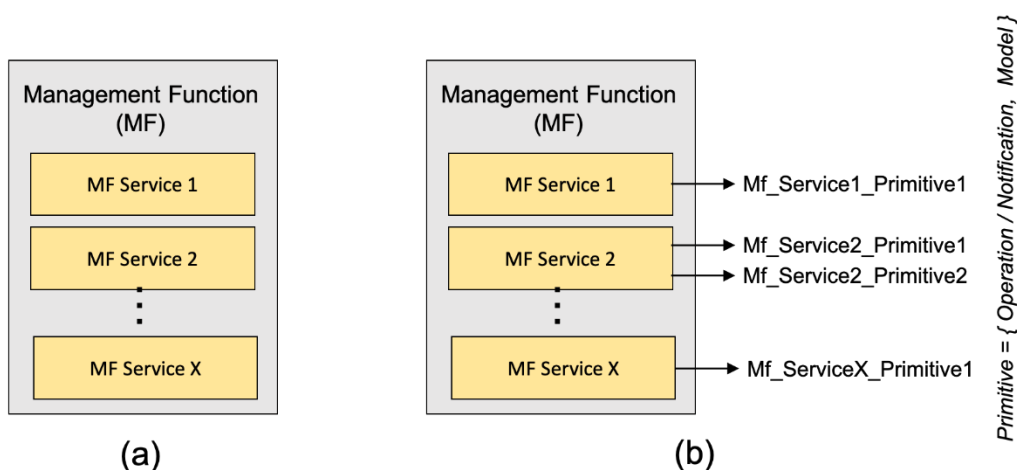 Management Function
(MF)
MF Service 1
MF Service 2
MF Service X
(a)
Management Function
(MF)
MF Service 1
MF Service 2
MF Service X
Mf_Service1_Primitive1
Mf_Service2_Primitive1
Mf_Service2_Primitive2
Mf_ServiceX_Primitive1
(b)
Primitive = { Operation / Notification, Model }